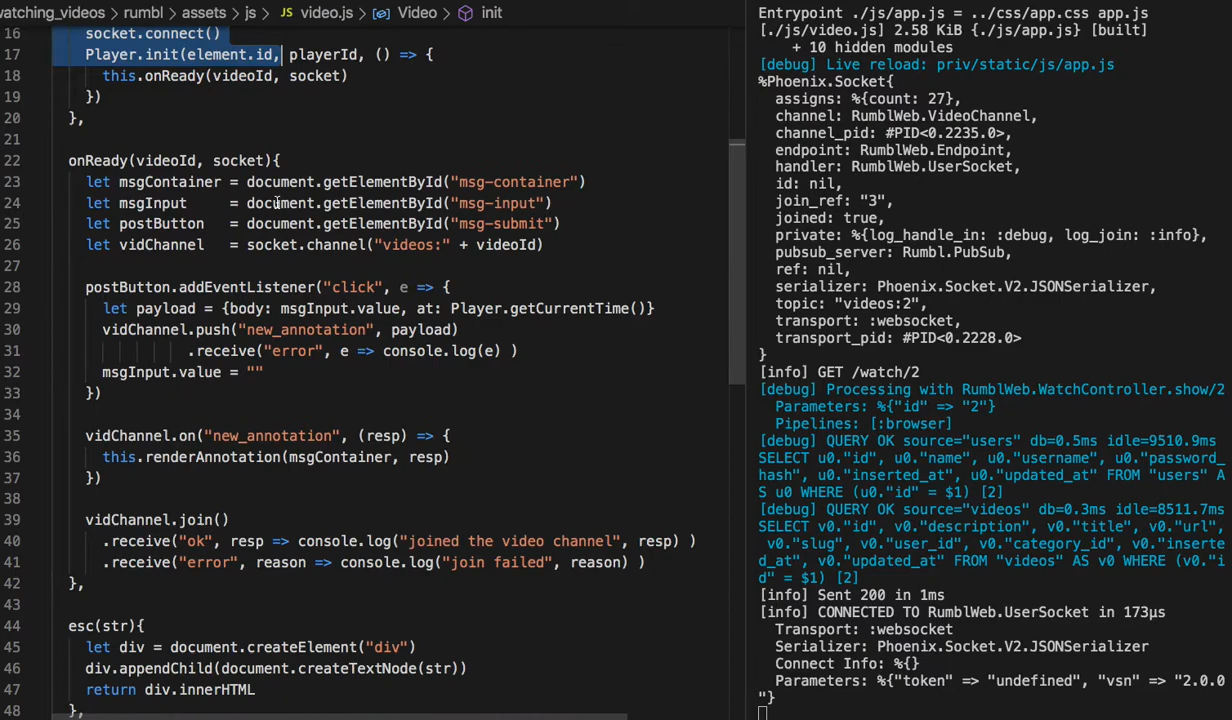 watching_videos > rumbl > assets > js > JS video.js > Video > init
16 socket.connect()
17 Player.init(element.id, playerId, () => {
18 this.onReady(videoId, socket)
19 })
20 },
21
22 onReady(videoId, socket){
23 let msgContainer = document.getElementById("msg-container")
24 let msgInput = document.getElementById("msg-input")
25 let postButton = document.getElementById("msg-submit")
26 let vidChannel = socket.channel("videos:" + videoId)
27
28 postButton.addEventListener("click", e => {
29 let payload = {body: msgInput.value, at: Player.getCurrentTime()}
30 vidChannel.push("new_annotation", payload)
31 .receive("error", e => console.log(e) )
32 msgInput.value = ""
33 })
34
35 vidChannel.on("new_annotation", (resp) => {
36 this.renderAnnotation(msgContainer, resp)
37 })
38
39 vidChannel.join()
40 .receive("ok", resp => console.log("joined the video channel", resp) )
41 .receive("error", reason => console.log("join failed", reason) )
42 },
43
44 esc(str){
45 let div = document.createElement("div")
46 div.appendChild(document.createTextNode(str))
47 return div.innerHTML
48 },
Entrypoint ./js/app.js = ../css/app.css app.js
[./js/video.js] 2.58 KiB {./js/app.js} [built]
+ 10 hidden modules
[debug] Live reload: priv/static/js/app.js
%Phoenix.Socket{
assigns: %{count: 27},
channel: RumblWeb.VideoChannel,
channel_pid: #PID<0.2235.0>,
endpoint: RumblWeb.Endpoint,
handler: RumblWeb.UserSocket,
id: nil,
join_ref: "3",
joined: true,
private: %{log_handle_in: :debug, log_join: :info},
pubsub_server: Rumbl.PubSub,
ref: nil,
serializer: Phoenix.Socket.V2.JSONSerializer,
topic: "videos:2",
transport: :websocket,
transport_pid: #PID<0.2228.0>
}
[info] GET /watch/2
[debug] Processing with RumblWeb.WatchController.show/2
Parameters: %{"id" => "2"}
Pipelines: [:browser]
[debug] QUERY OK source="users" db=0.5ms idle=9510.9ms
SELECT u0."id", u0."name", u0."username", u0."password_
hash", u0."inserted_at", u0."updated_at" FROM "users" A
S u0 WHERE (u0."id" = $1) [2]
[debug] QUERY OK source="videos" db=0.3ms idle=8511.7ms
SELECT v0."id", v0."description", v0."title", v0."url",
v0."slug", v0."user_id", v0."category_id", v0."inserte
d_at", v0."updated_at" FROM "videos" AS v0 WHERE (v0."i
d" = $1) [2]
[info] Sent 200 in 1ms
[info] CONNECTED TO RumblWeb.UserSocket in 173µs
Transport: :websocket
Serializer: Phoenix.Socket.V2.JSONSerializer
Connect Info: %{}
Parameters: %{"token" => "undefined", "vsn" => "2.0.0
"}